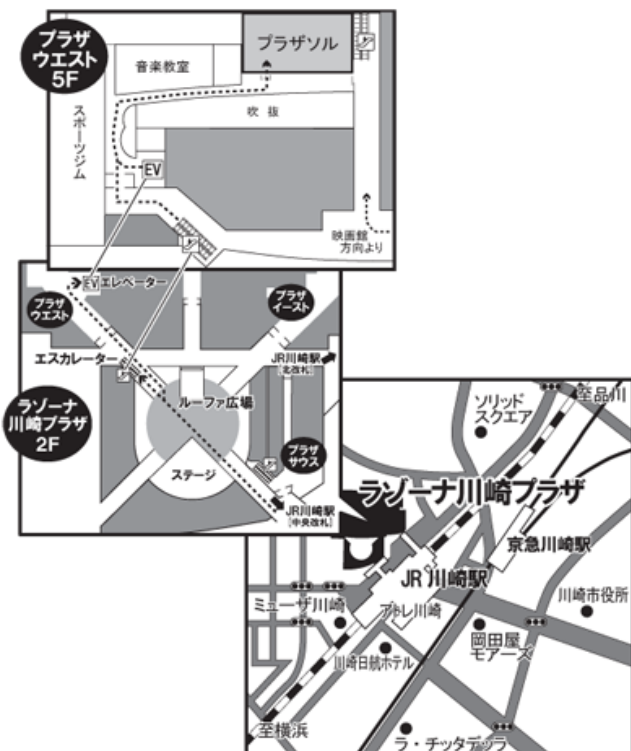 プラザ
ウエスト
5F
プラザソル
音楽教室
吹 抜
スポーツジム
EV
映画館
方向より
EV エレベーター
プラザ
ウエスト
プラザ
イースト
エスカレーター
JR川崎駅
[北改札]
ラゾーナ
川崎プラザ
2F
ルーファ広場
ステージ
プラザ
サウス
JR川崎駅
[中央改札]
至品川
ソリッド
スクエア
ラゾーナ川崎プラザ
京急川崎駅
JR 川崎駅
ミューザ川崎
アトレ川崎
川崎市役所
岡田屋
モアーズ
川崎日航ホテル
至横浜
ラ・チッタデッラ